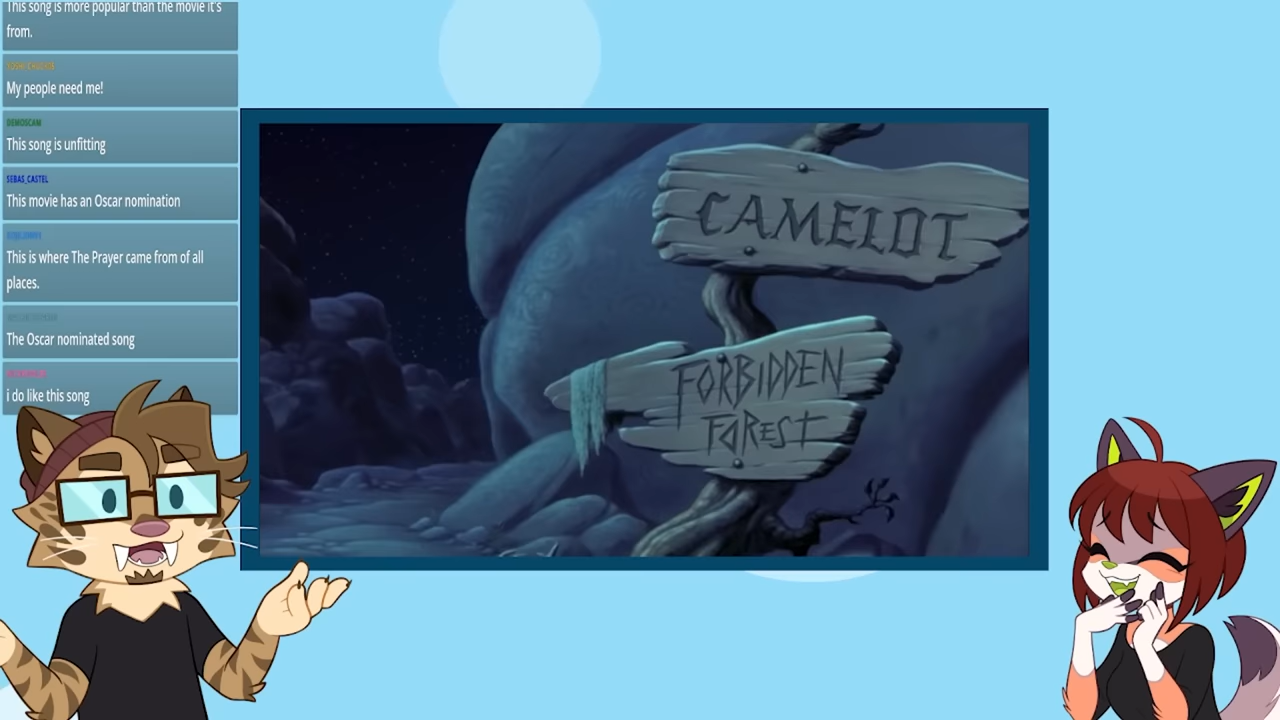 This song is more popular than the movie it's
from.
My people need me!
DEMOSCAM
This song is unfitting
SEBAS_CASTEL
This movie has an Oscar nomination
This is where The Prayer came from of all
places.
The Oscar nominated song
i do like this song
CAMELOT
FORBIDDEN
FOREST